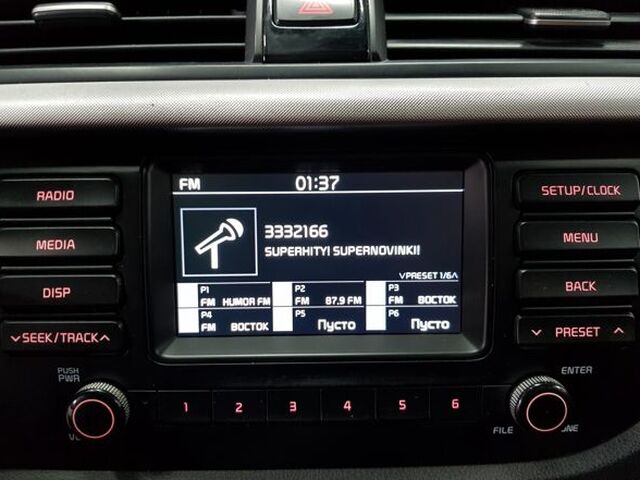 FM 01:37
3332166
SUPERHITY! SUPERNOVINKI!
˅PRESET 1/6˄
P1 FM HUMOR FM
P2 FM 87.9 FM
P3 FM ВОСТОК
P4 FM ВОСТОК
P5 Пусто
P6 Пусто
RADIO
MEDIA
DISP
˅SEEK/TRACK˄
PUSH
PWR
SETUP/CLOCK
MENU
BACK
˅ PRESET ˄
ENTER
FILE
1 2 3 4 5 6